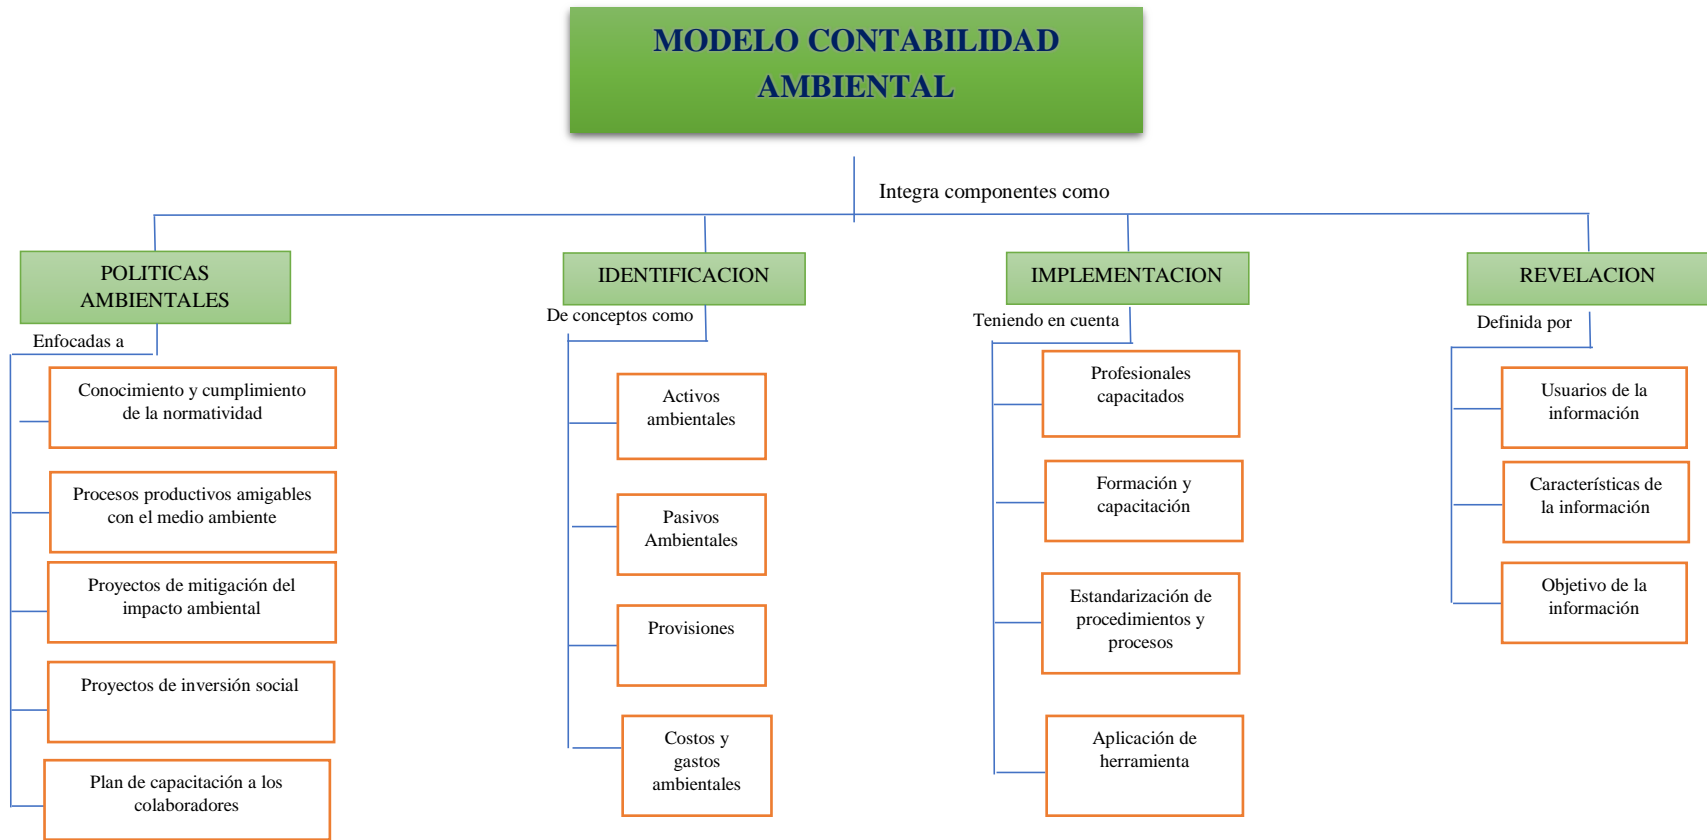 MODELO CONTABILIDAD
AMBIENTAL
Integra componentes como
POLITICAS
AMBIENTALES
Enfocadas a
Conocimiento y cumplimiento
de la normatividad
Procesos productivos amigables
con el medio ambiente
Proyectos de mitigación del
impacto ambiental
Proyectos de inversión social
Plan de capacitación a los
colaboradores
IDENTIFICACION
De conceptos como
Activos
ambientales
Pasivos
Ambientales
Provisiones
Costos y
gastos
ambientales
IMPLEMENTACION
Teniendo en cuenta
Profesionales
capacitados
Formación y
capacitación
Estandarización de
procedimientos y
procesos
Aplicación de
herramienta
REVELACION
Definida por
Usuarios de la
información
Características de
la información
Objetivo de la
información